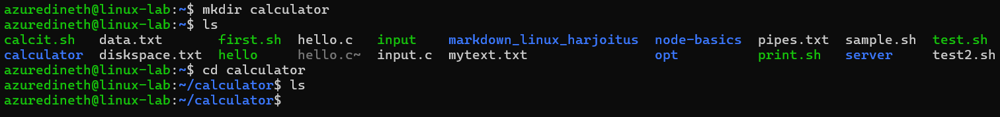 azuredineth@linux-lab:~$ mkdir calculator
azuredineth@linux-lab:~$ ls
calcit.sh data.txt first.sh hello.c input markdown_linux_harjoitus node-basics pipes.txt sample.sh test.sh
calculator diskspace.txt hello hello.c~ input.c mytext.txt opt print.sh server test2.sh
azuredineth@linux-lab:~$ cd calculator
azuredineth@linux-lab:~/calculator$ ls
azuredineth@linux-lab:~/calculator$